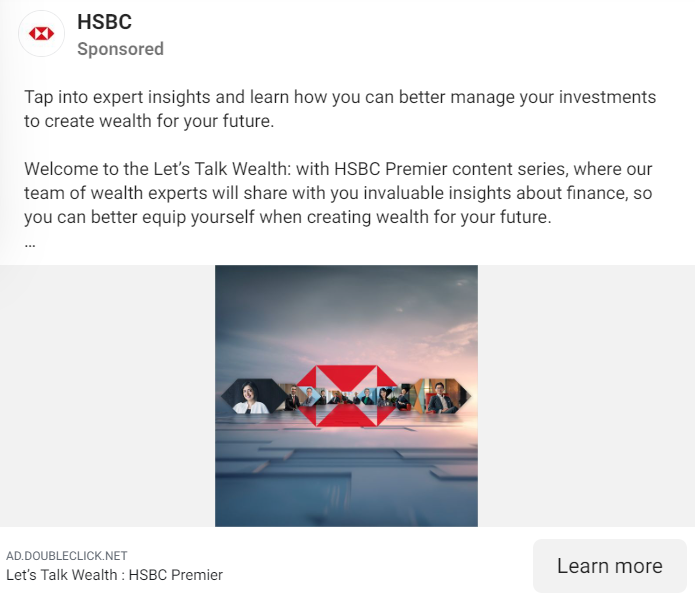 HSBC
Sponsored
Tap into expert insights and learn how you can better manage your investments
to create wealth for your future.
Welcome to the Let’s Talk Wealth: with HSBC Premier content series, where our
team of wealth experts will share with you invaluable insights about finance, so
you can better equip yourself when creating wealth for your future.
...
AD.DOUBLECLICK.NET
Let’s Talk Wealth : HSBC Premier
Learn more